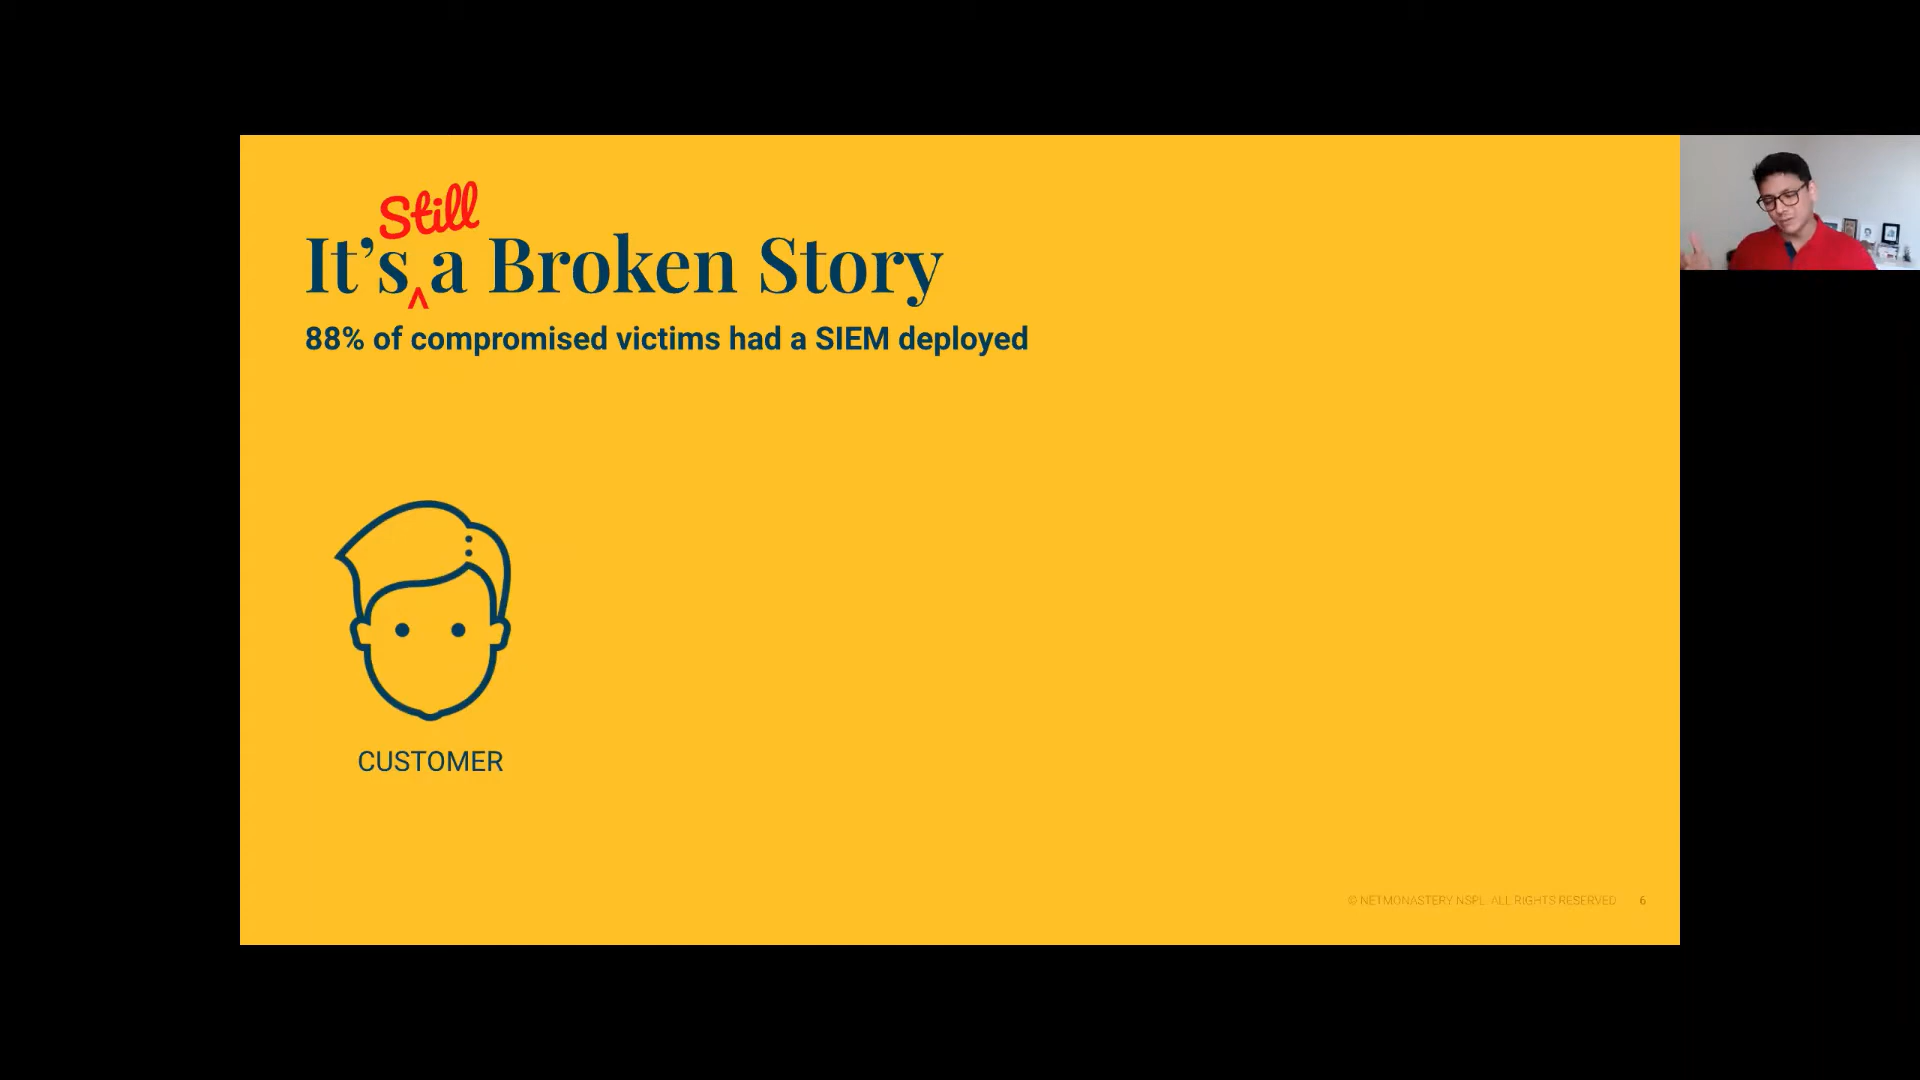 Still
It’s ^ a Broken Story
88% of compromised victims had a SIEM deployed
CUSTOMER
© NETMONASTERY NSPL. ALL RIGHTS RESERVED 6